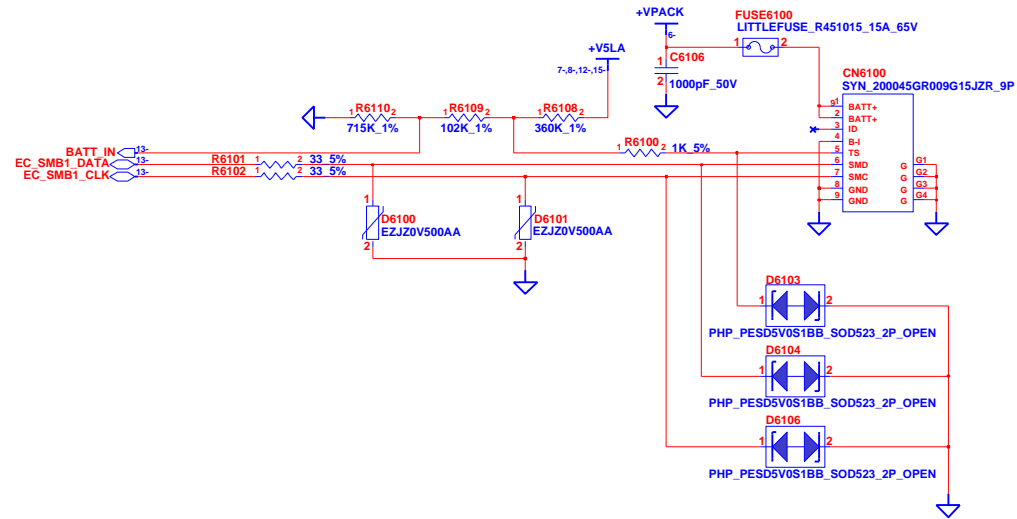 +VPACK
6-
FUSE6100
LITTLEFUSE_R451015_15A_65V
1 2
+V5LA
7-,8-,12-,15-
C6106
1
2
1000pF_50V
CN6100
SYN_200045GR009G15JZR_9P
1 R6110 2
715K_1%
1 R6109 2
102K_1%
1 R6108 2
360K_1%
R6100
1 2
1K_5%
BATT_IN 13-
EC_SMB1_DATA 13-
EC_SMB1_CLK 13-
R6101 1 2 33_5%
R6102 1 2 33_5%
9 1 BATT+
2 BATT+
3 ID
4 B-I
5 TS
6 SMD G G1
7 SMC G G2
8 GND G G3
9 GND G G4
1
D6100
EZJZ0V500AA
2
1
D6101
EZJZ0V500AA
2
D6103
1 2
PHP_PESD5V0S1BB_SOD523_2P_OPEN
D6104
1 2
PHP_PESD5V0S1BB_SOD523_2P_OPEN
D6106
1 2
PHP_PESD5V0S1BB_SOD523_2P_OPEN